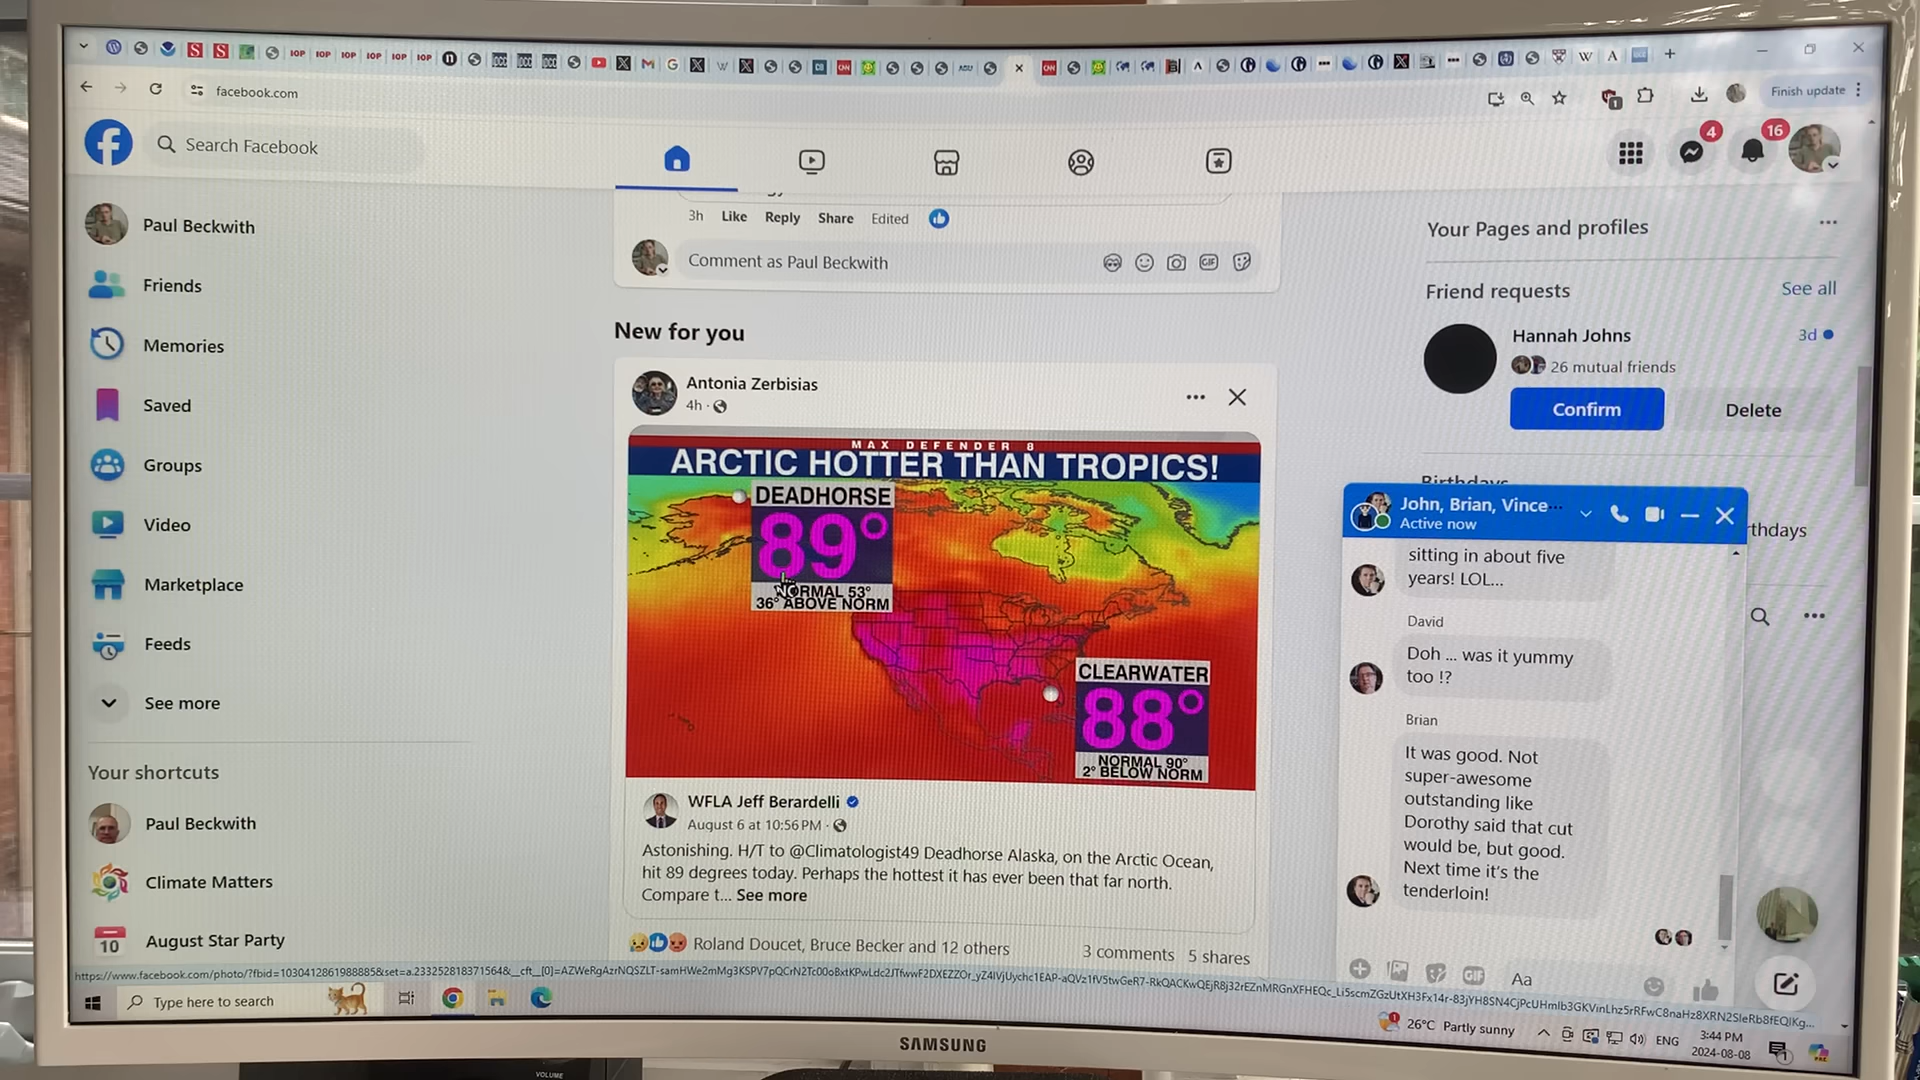 facebook.com
Finish update
Search Facebook
4
16
Paul Beckwith
Friends
Memories
Saved
Groups
Video
Marketplace
Feeds
See more
Your shortcuts
Paul Beckwith
Climate Matters
10
August Star Party
3h Like Reply Share Edited
Comment as Paul Beckwith
GIF
New for you
Antonia Zerbisias
4h
MAX DEFENDER 8
ARCTIC HOTTER THAN TROPICS!
DEADHORSE
89°
NORMAL 53°
36° ABOVE NORM
CLEARWATER
88°
NORMAL 90°
2° BELOW NORM
WFLA Jeff Berardelli
August 6 at 10:56 PM
Astonishing. H/T to @Climatologist49 Deadhorse Alaska, on the Arctic Ocean,
hit 89 degrees today. Perhaps the hottest it has ever been that far north.
Compare t... See more
Roland Doucet, Bruce Becker and 12 others
3 comments 5 shares
Your Pages and profiles
Friend requests
See all
Hannah Johns
3d
26 mutual friends
Confirm
Delete
Birthdays
rthdays
John, Brian, Vince...
Active now
sitting in about five
years! LOL...
David
Doh ... was it yummy
too !?
Brian
It was good. Not
super-awesome
outstanding like
Dorothy said that cut
would be, but good.
Next time it's the
tenderloin!
GIF
Aa
Type here to search
26°C Partly sunny
ENG
3:44 PM
2024-08-08
SAMSUNG
VOLUME